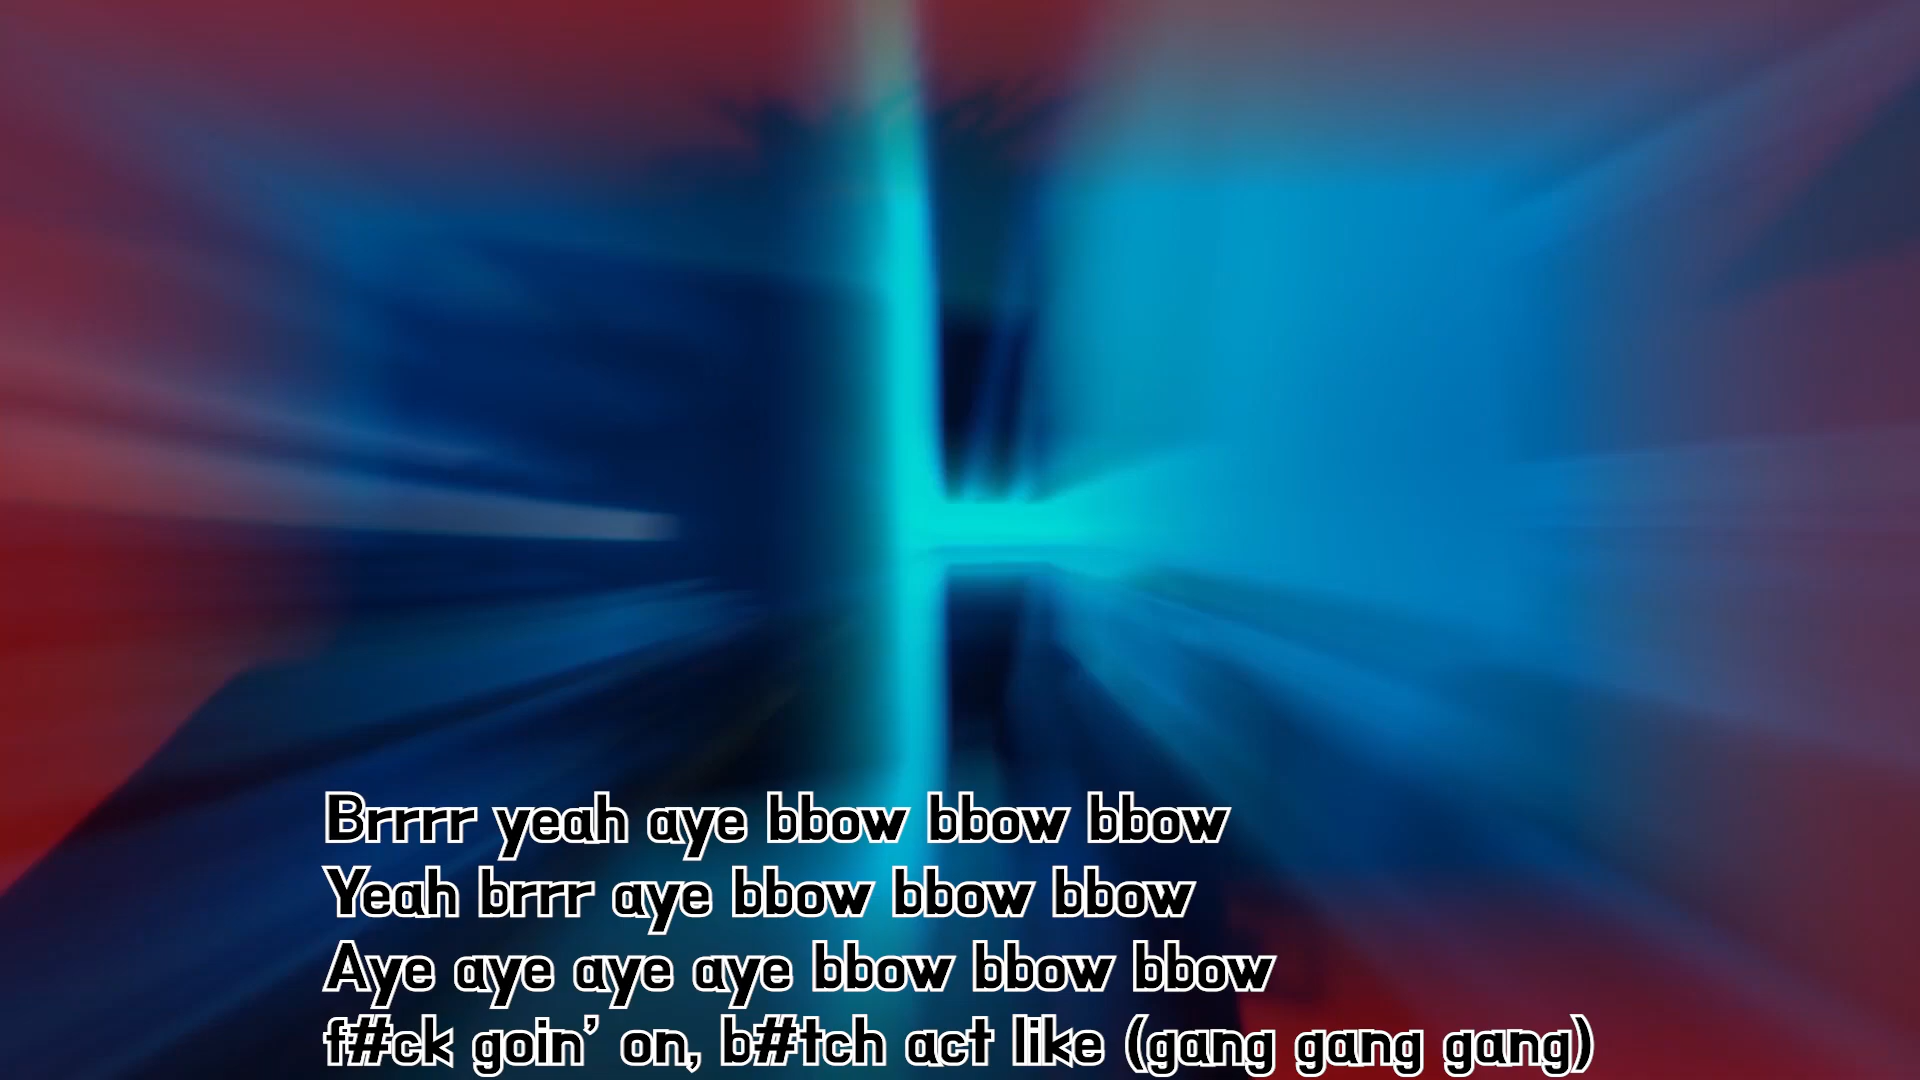 Brrrr yeah aye bbow bbow bbow
Yeah brrr aye bbow bbow bbow
Aye aye aye aye bbow bbow bbow
f#ck goin' on, b#tch act like (gang gang gang)